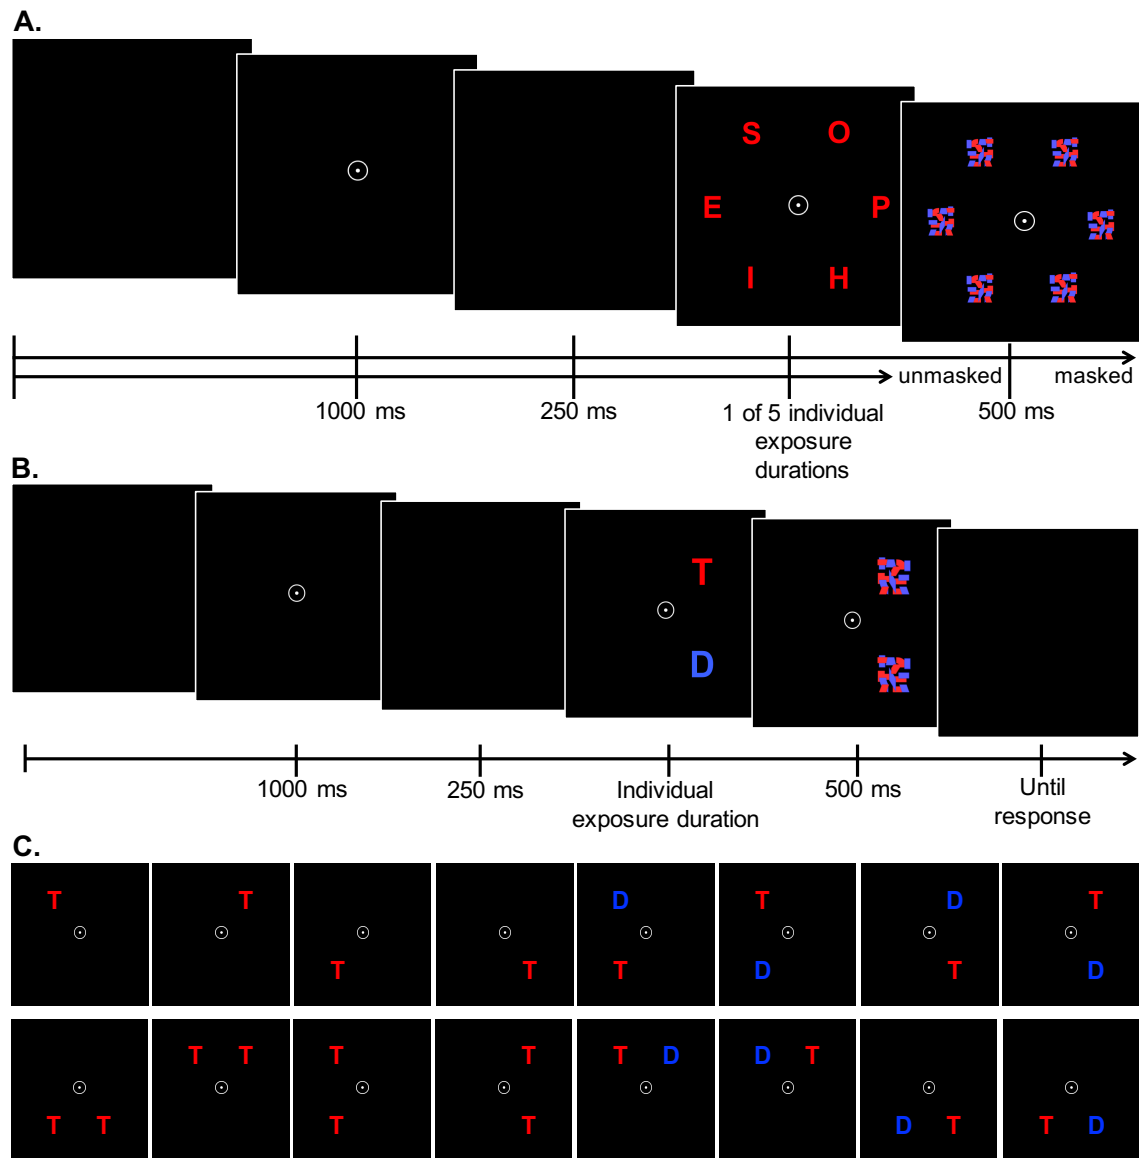 A.
S O
E P
I H
unmasked masked
1000 ms 250 ms 1 of 5 individual 500 ms
exposure
durations
B.
T
D
1000 ms 250 ms Individual 500 ms Until
exposure duration response
C.
T T D T D T
T T T D T D
T T T T T D D T
T T T T D T T D